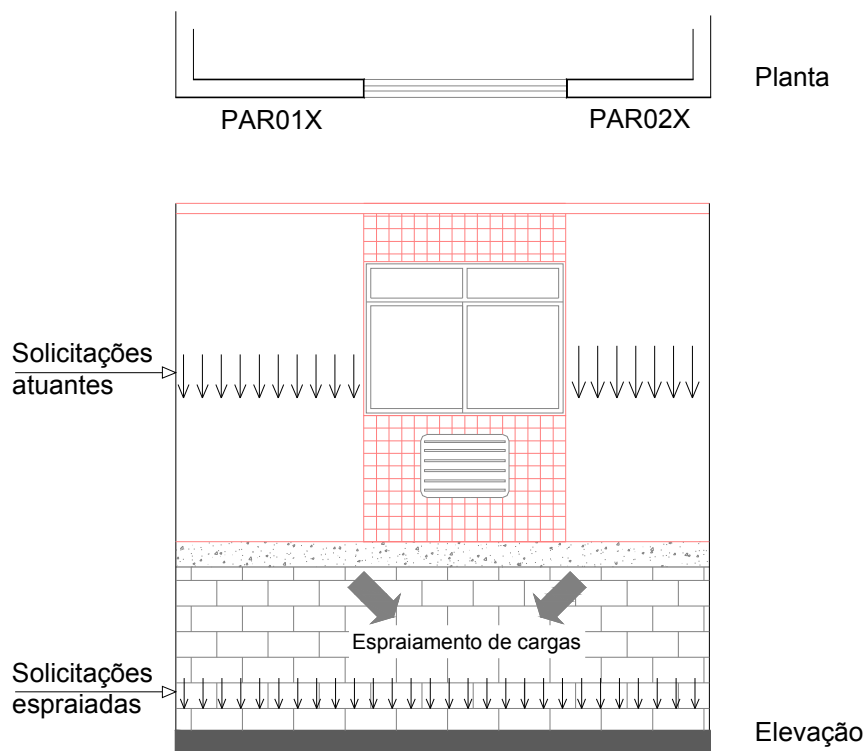 Planta
PAR01X
PAR02X
Solicitações
atuantes
Espraiamento de cargas
Solicitações
espraiadas
Elevação